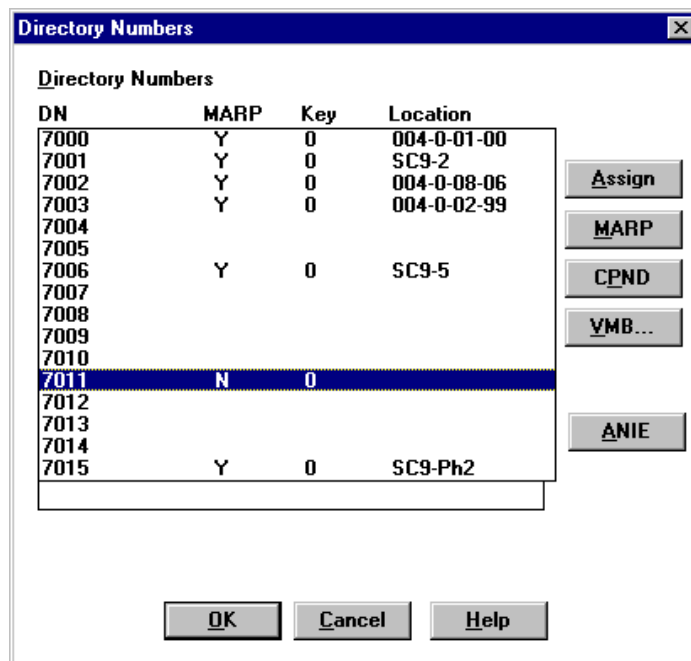 Directory Numbers
Directory Numbers
DN MARP Key Location
7000 Y 0 004-0-01-00
7001 Y 0 SC9-2
7002 Y 0 004-0-08-06
7003 Y 0 004-0-02-99
7004
7005
7006 Y 0 SC9-5
7007
7008
7009
7010
7011 N 0
7012
7013
7014
7015 Y 0 SC9-Ph2
Assign
MARP
CPND
VMB...
ANIE
OK Cancel Help